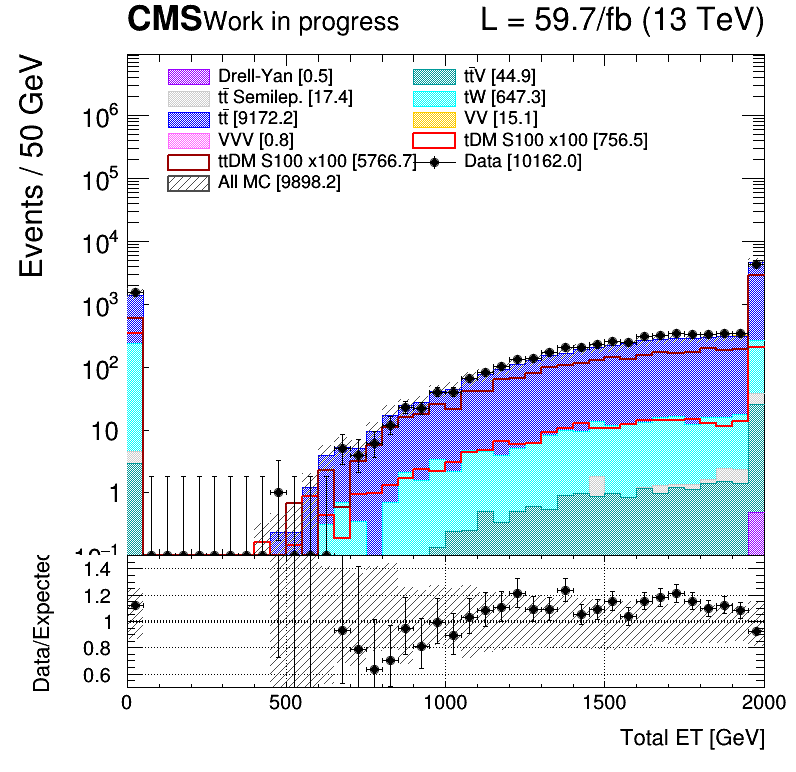 CMS Work in progress L = 59.7/fb (13 TeV)
Events / 50 GeV
Drell-Yan [0.5] tt̄V [44.9]
tt̄ Semilep. [17.4] tW [647.3]
tt̄ [9172.2] VV [15.1]
VVV [0.8] tDM S100 x100 [756.5]
ttDM S100 x100 [5766.7] Data [10162.0]
All MC [9898.2]
10⁶
10⁵
10⁴
10³
10²
10
1
10⁻¹
Data/Expected
1.4
1.2
1
0.8
0.6
0 500 1000 1500 2000
Total ET [GeV]